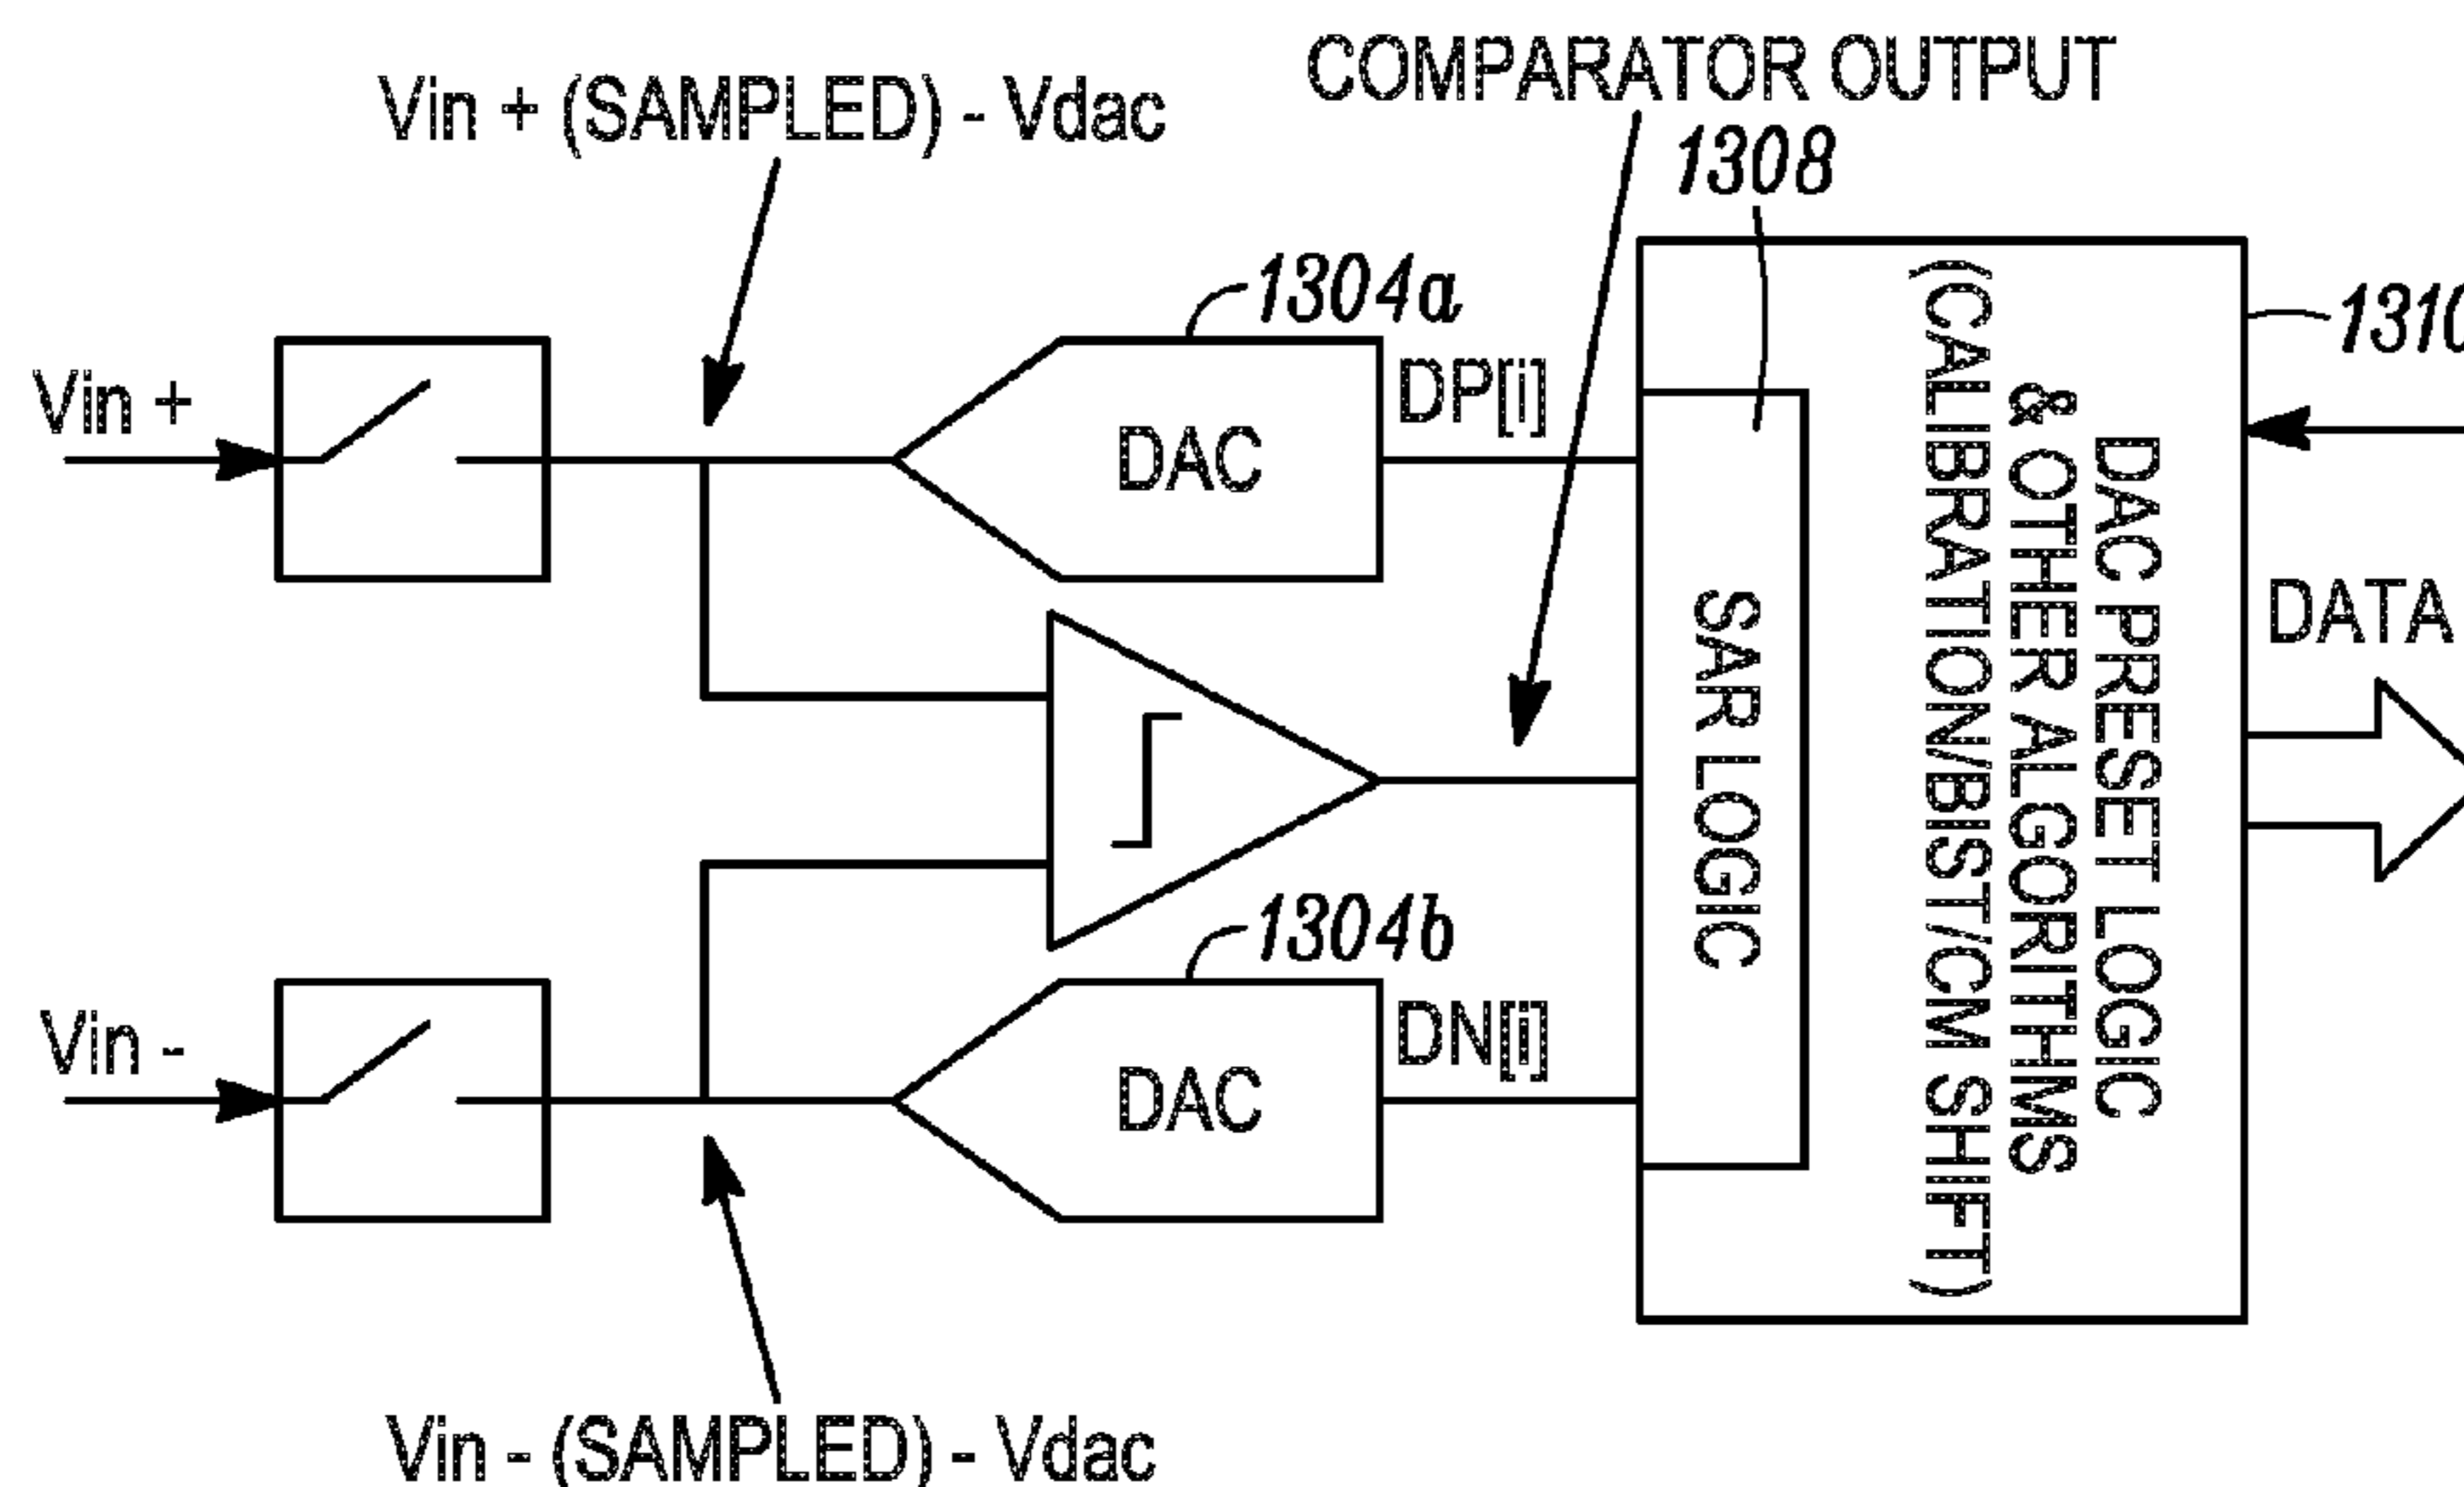 Vin + (SAMPLED) - Vdac
COMPARATOR OUTPUT
1308
1304a
1310
Vin +
DAC
DP[i]
SAR LOGIC
DAC PRESET LOGIC
& OTHER ALGORITHMS
(CALIBRATION/BIST/CM SHIFT)
DATA
1304b
Vin -
DAC
DN[i]
Vin - (SAMPLED) - Vdac